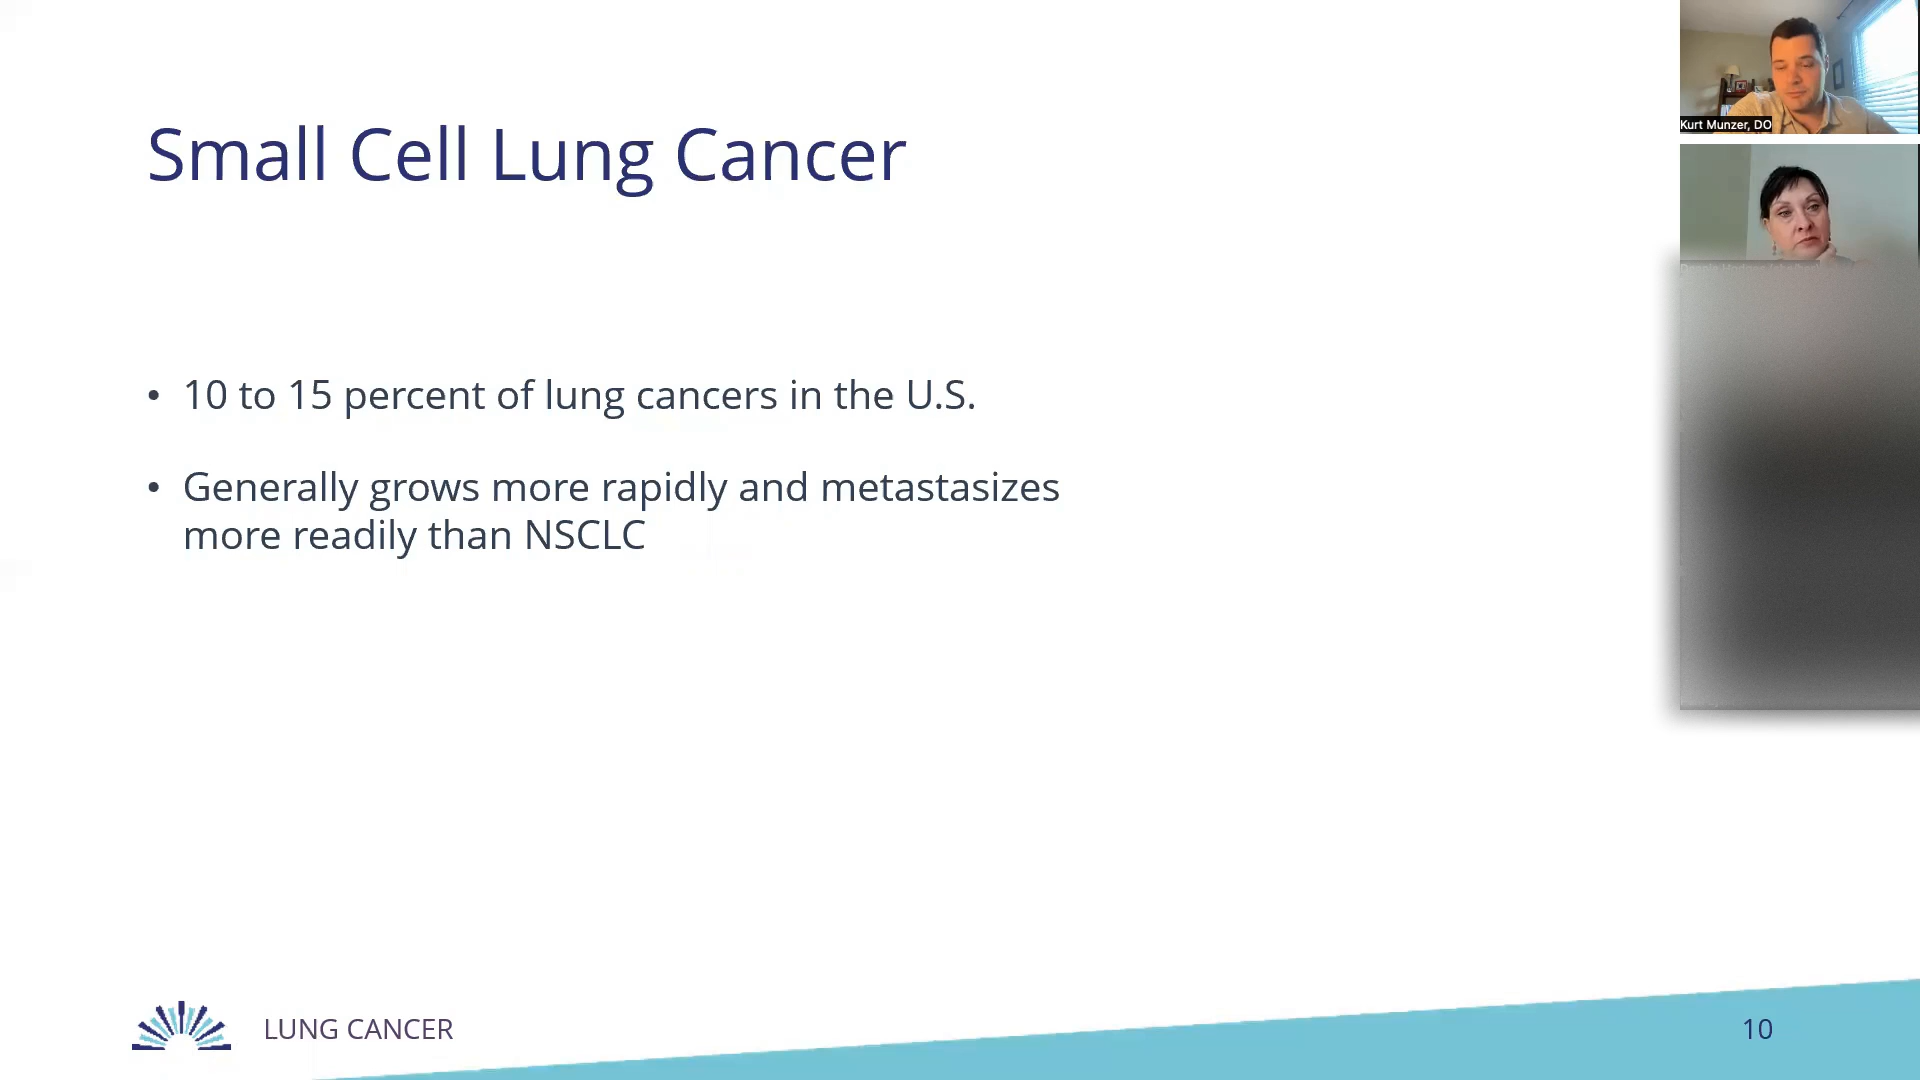 Small Cell Lung Cancer
• 10 to 15 percent of lung cancers in the U.S.
• Generally grows more rapidly and metastasizes
more readily than NSCLC
Kurt Munzer, DO
LUNG CANCER
10